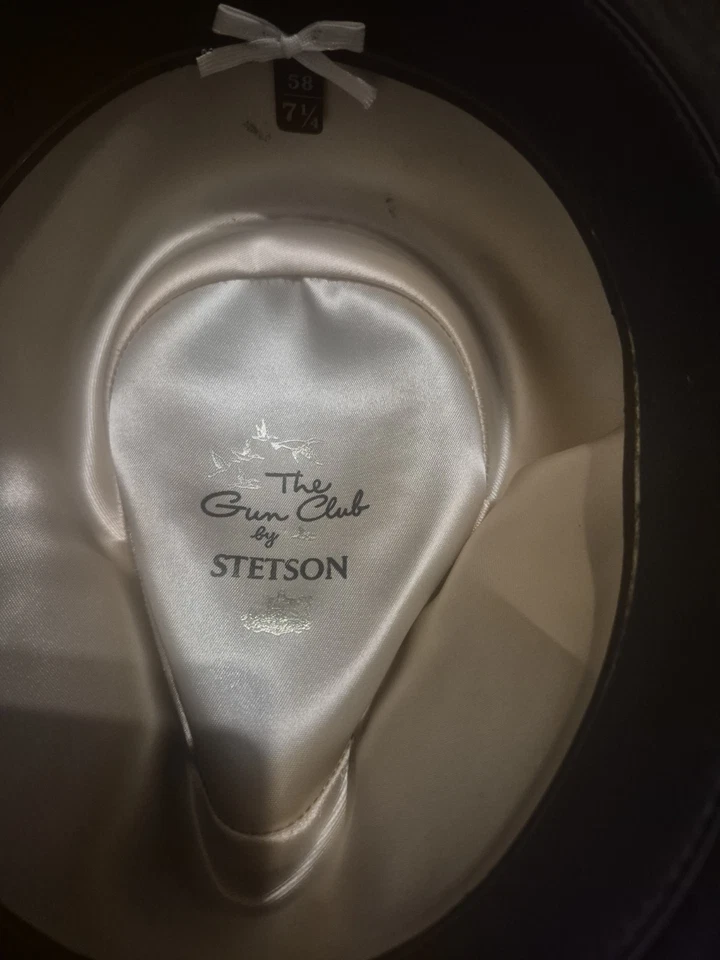 58
7¼
The
Gun Club
by
STETSON